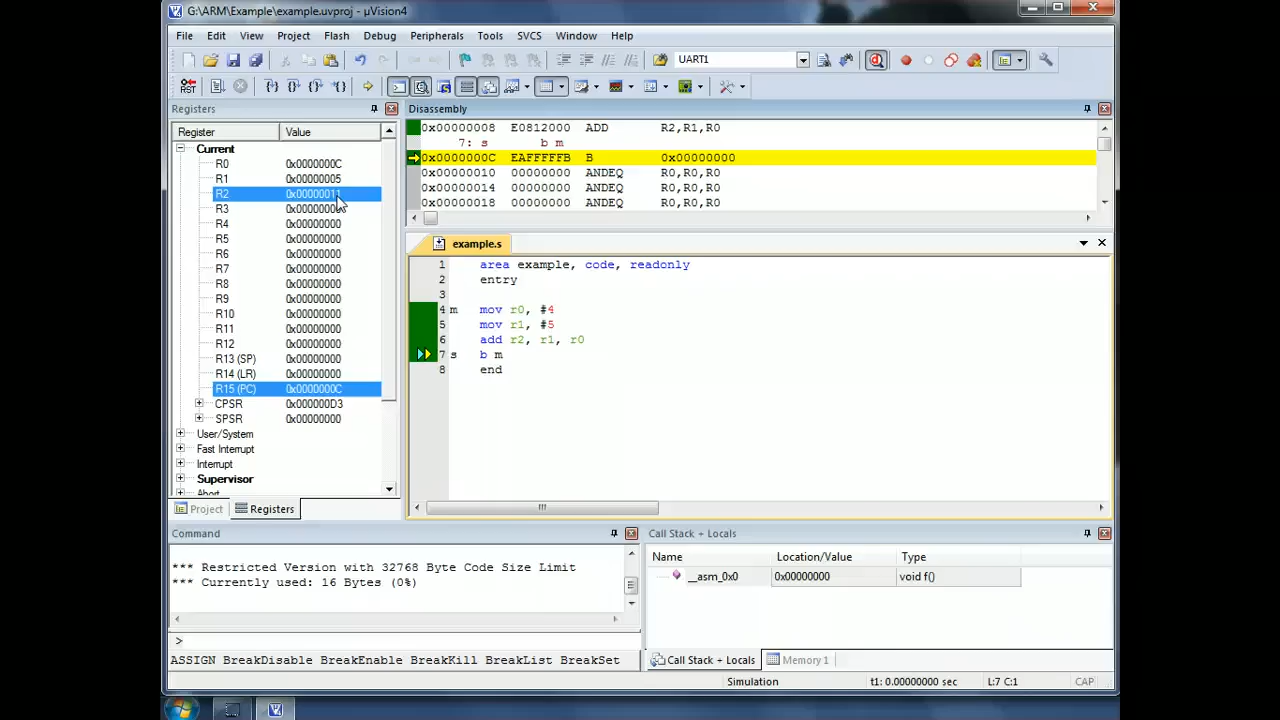 G:\ARM\Example\example.uvproj - µVision4
File Edit View Project Flash Debug Peripherals Tools SVCS Window Help
UART1
Registers
Register Value
Current
R0 0x0000000C
R1 0x00000005
R2 0x00000011
R3 0x00000000
R4 0x00000000
R5 0x00000000
R6 0x00000000
R7 0x00000000
R8 0x00000000
R9 0x00000000
R10 0x00000000
R11 0x00000000
R12 0x00000000
R13 (SP) 0x00000000
R14 (LR) 0x00000000
R15 (PC) 0x0000000C
CPSR 0x000000D3
SPSR 0x00000000
User/System
Fast Interrupt
Interrupt
Supervisor
Abort
Project Registers
Disassembly
0x00000008 E0812000 ADD R2,R1,R0
7: s b m
0x0000000C EAFFFFFB B 0x00000000
0x00000010 00000000 ANDEQ R0,R0,R0
0x00000014 00000000 ANDEQ R0,R0,R0
0x00000018 00000000 ANDEQ R0,R0,R0
example.s
1 area example, code, readonly
2 entry
3
4 m mov r0, #4
5 mov r1, #5
6 add r2, r1, r0
7 s b m
8 end
Command
*** Restricted Version with 32768 Byte Code Size Limit
*** Currently used: 16 Bytes (0%)
>
ASSIGN BreakDisable BreakEnable BreakKill BreakList BreakSet
Call Stack + Locals
Name Location/Value Type
__asm_0x0 0x00000000 void f()
Call Stack + Locals Memory 1
Simulation t1: 0.00000000 sec L:7 C:1 CAP